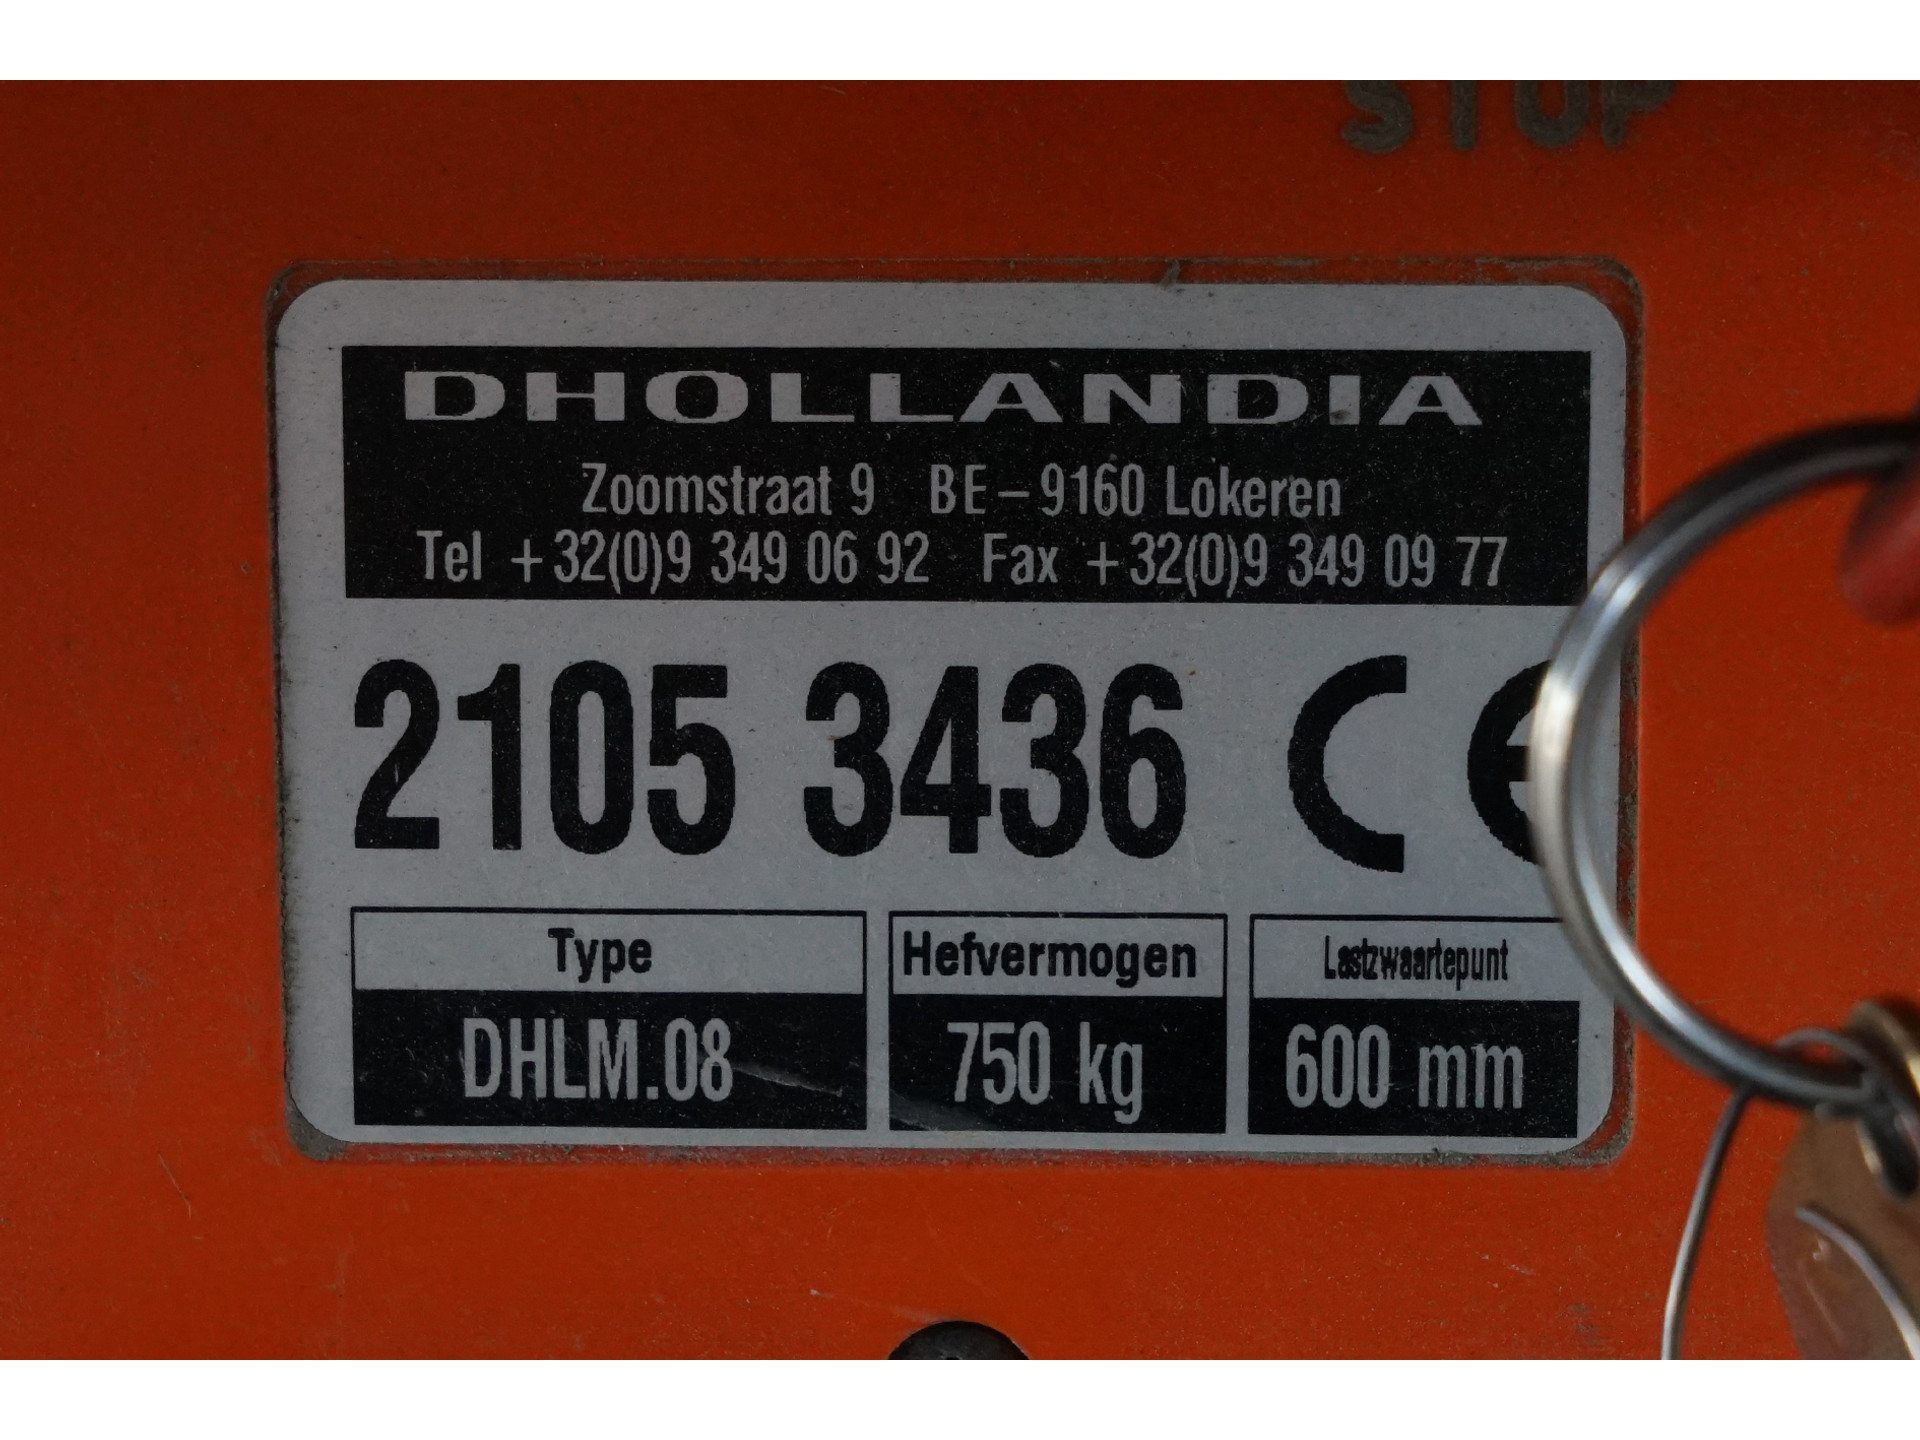 STOP
DHOLLANDIA
Zoomstraat 9 BE – 9160 Lokeren
Tel +32(0)9 349 06 92 Fax +32(0)9 349 09 77
2105 3436 CE
Type Hefvermogen Lastzwaartepunt
DHLM.08 750 kg 600 mm